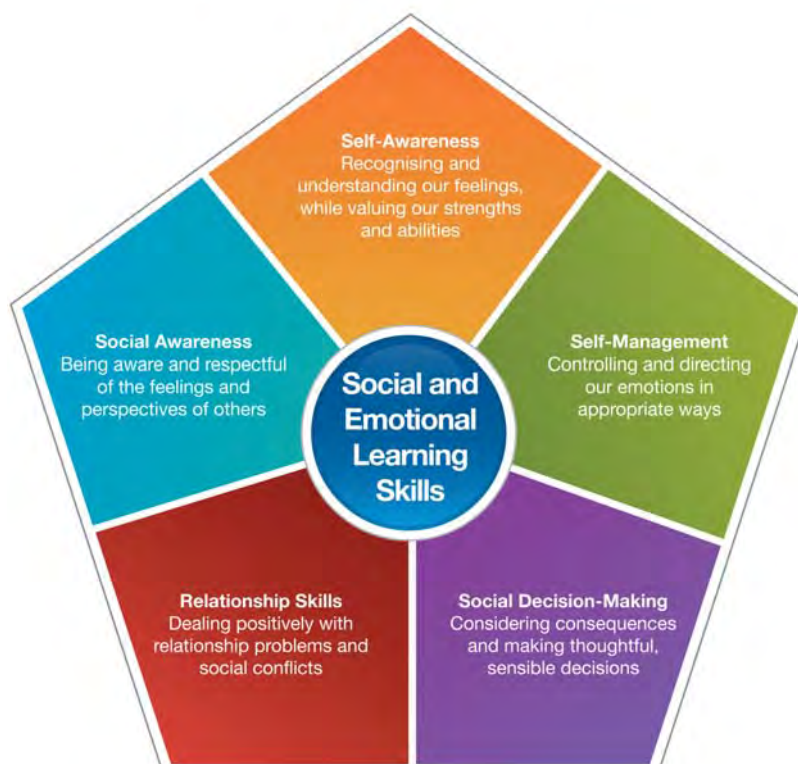 Self-Awareness
Recognising and
understanding our feelings,
while valuing our strengths
and abilities
Social Awareness
Being aware and respectful
of the feelings and
perspectives of others
Social and
Emotional
Learning
Skills
Self-Management
Controlling and directing
our emotions in
appropriate ways
Relationship Skills
Dealing positively with
relationship problems and
social conflicts
Social Decision-Making
Considering consequences
and making thoughtful,
sensible decisions